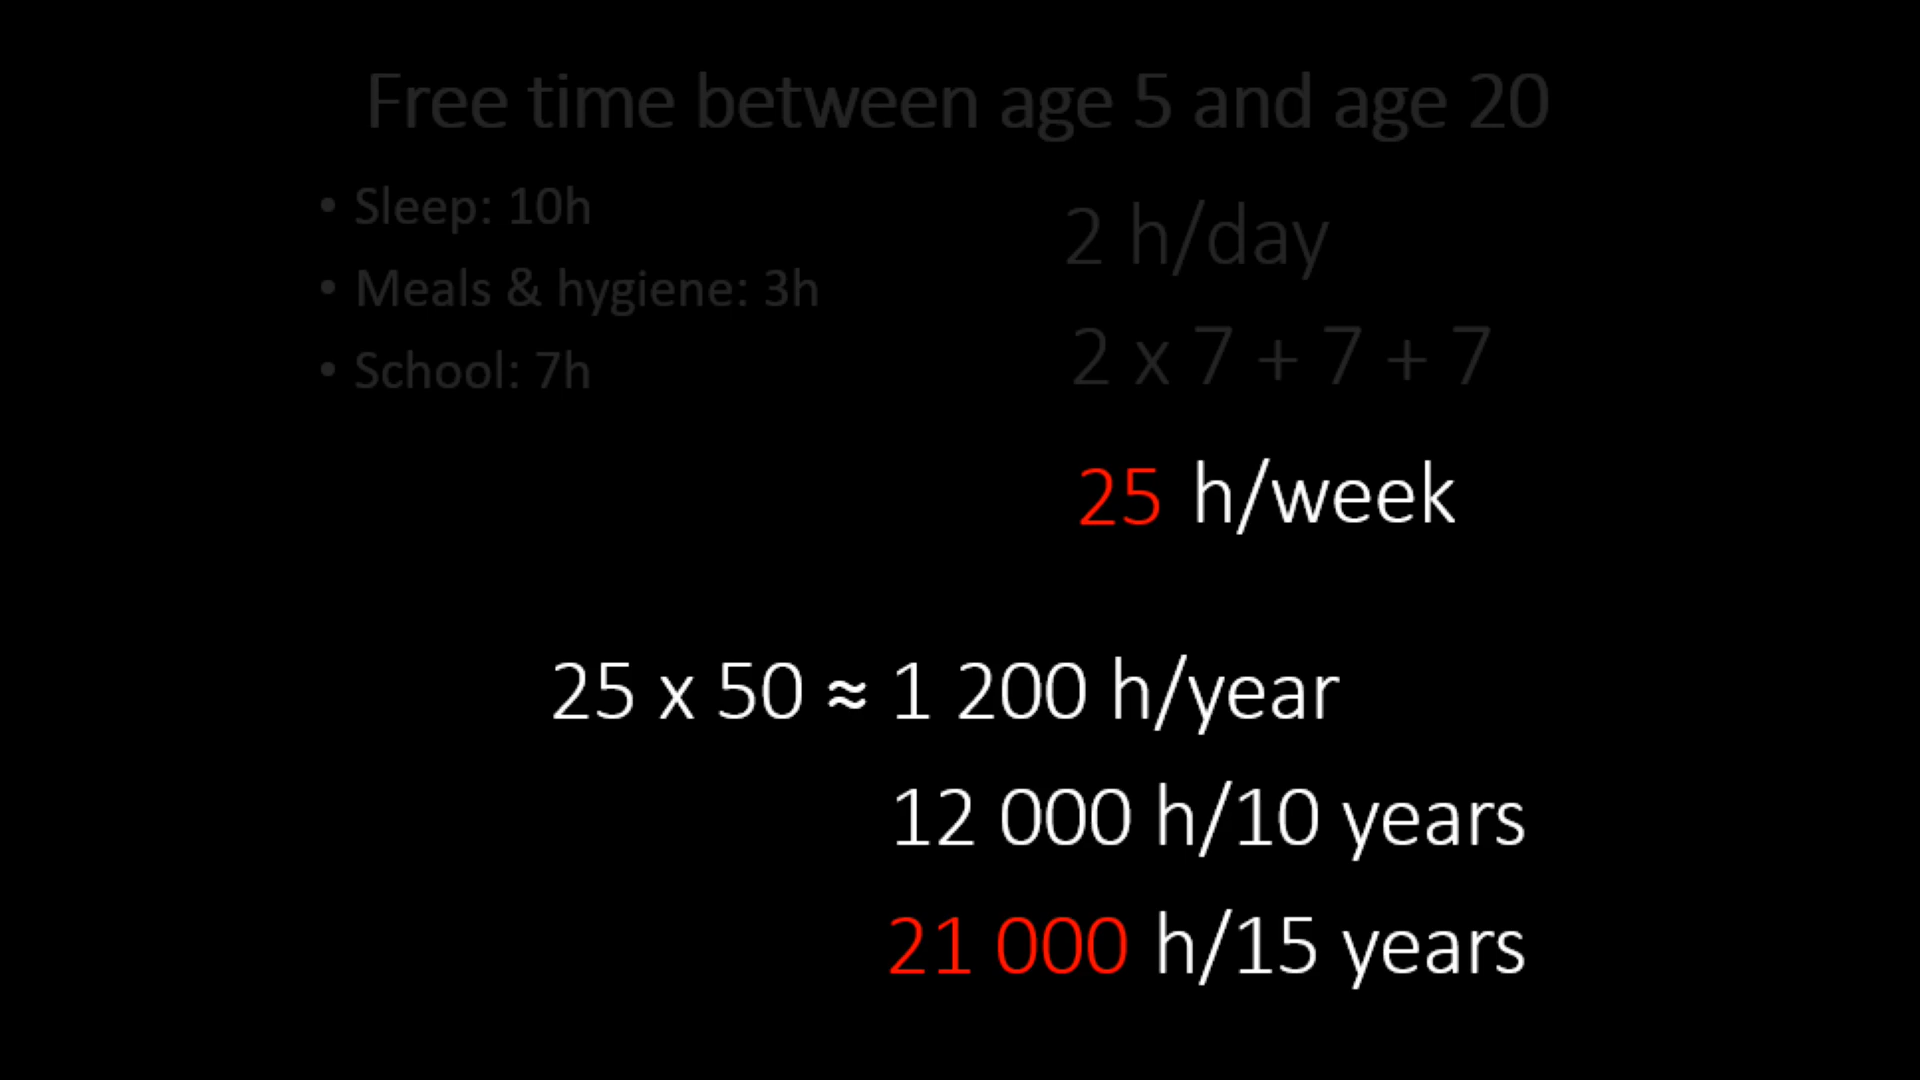 Free time between age 5 and age 20
• Sleep: 10h
• Meals & hygiene: 3h
• School: 7h
2 h/day
2 x 7 + 7 + 7
25 h/week
25 x 50 ≈ 1 200 h/year
12 000 h/10 years
21 000 h/15 years